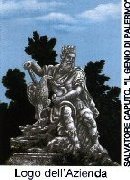 SALVATORE CAPUTO, "IL GENIO DI PALERMO"
Logo dell'Azienda